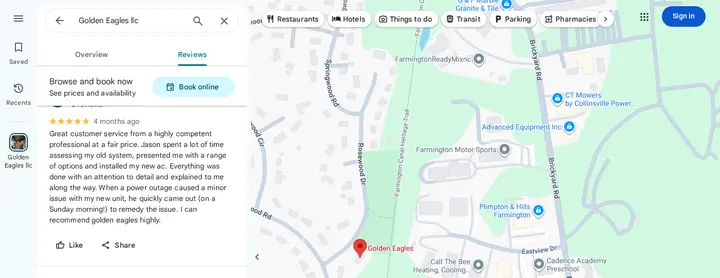 Golden Eagles llc
Saved
Recents
Golden
Eagles llc
Overview
Reviews
Browse and book now
See prices and availability
Book online
4 months ago
Great customer service from a highly competent
professional at a fair price. Jason spent a lot of time
assessing my old system, presented me with a range
of options and installed my new ac. Everything was
done with an attention to detail and explained to me
along the way. When a power outage caused a minor
issue with my new unit, he quickly came out (on a
Sunday morning!) to remedy the issue. I can
recommend golden eagles highly.
Like
Share
Restaurants
Hotels
Things to do
Transit
Parking
Pharmacies
Sign in
Granite & Tile
FarmingtonReadyMixnc
Springwood Rd
Brickyard Rd
CT Mowers
by Collinsville Power..
Advanced Equipment Inc
Farmington Canal Heritage Trail
Rosewood Dr
Farmington Motor Sports
Brickyard Rd
Plimpton & Hills
Farmington
Golden Eagles
Eastview Dr
Call The Bee
Heating, Cooling..
Cadence Academy
Preschool